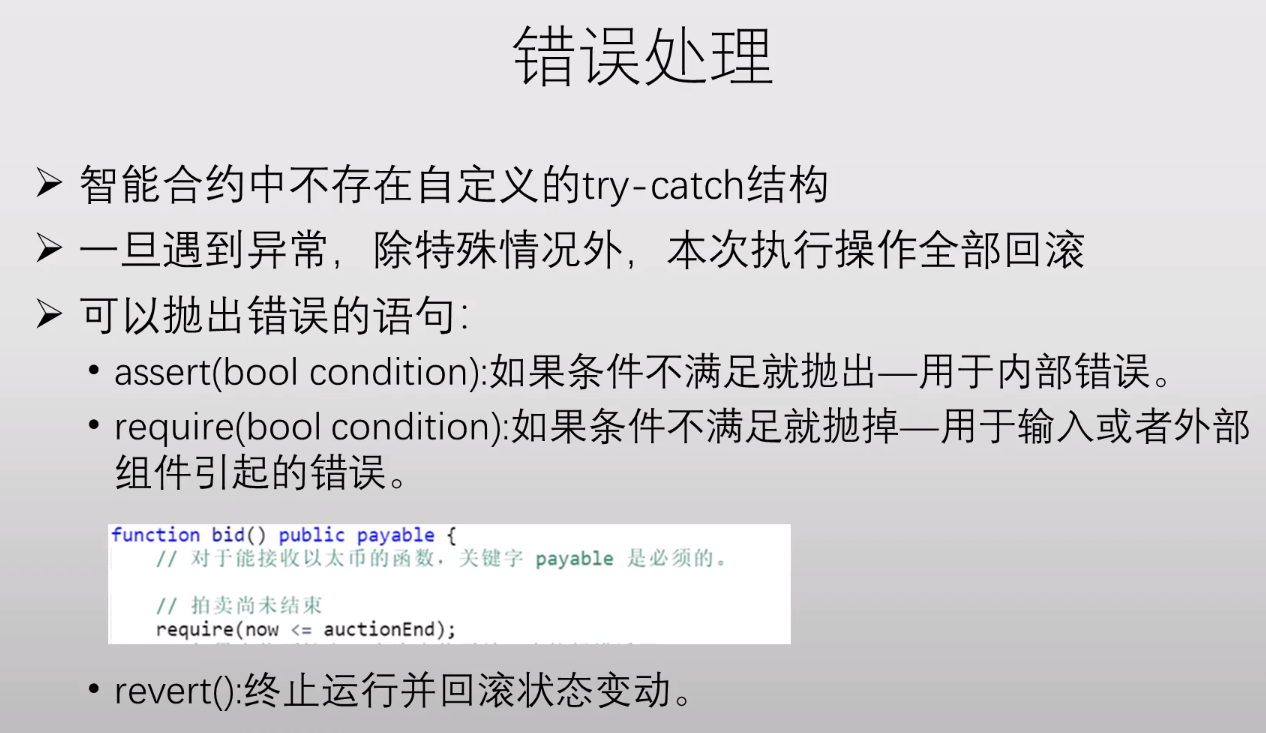 错误处理
➢ 智能合约中不存在自定义的try-catch结构
➢ 一旦遇到异常，除特殊情况外，本次执行操作全部回滚
➢ 可以抛出错误的语句：
• assert(bool condition):如果条件不满足就抛出—用于内部错误。
• require(bool condition):如果条件不满足就抛掉—用于输入或者外部
组件引起的错误。
function bid() public payable {
// 对于能接收以太币的函数，关键字 payable 是必须的。
// 拍卖尚未结束
require(now <= auctionEnd);
• revert():终止运行并回滚状态变动。